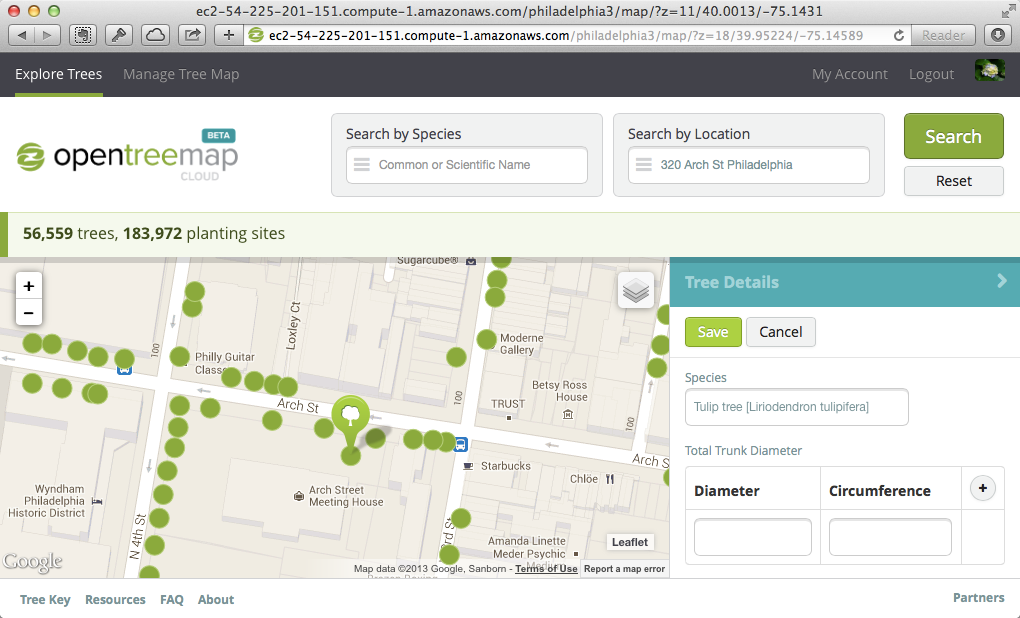 ec2-54-225-201-151.compute-1.amazonaws.com/philadelphia3/map/?z=11/40.0013/-75.1431
ec2-54-225-201-151.compute-1.amazonaws.com/philadelphia3/map/?z=18/39.95224/-75.14589
Reader
Explore Trees
Manage Tree Map
My Account
Logout
BETA
opentreemap
CLOUD
Search by Species
Common or Scientific Name
Search by Location
320 Arch St Philadelphia
Search
Reset
56,559 trees, 183,972 planting sites
+
−
Sugarcube®
Loxley Ct
100
Philly Guitar
Moderne
Gallery
Betsy Ross
House
TRUST
100
100
Arch St
Arch S
Starbucks
Chlöe
Arch Street
Meeting House
Wyndham
Philadelphia
Historic District
N 4th St
3rd St
Amanda Linette
Meder Psychic
Leaflet
Google
Map data ©2013 Google, Sanborn - Terms of Use
Report a map error
Tree Details
Save
Cancel
Species
Tulip tree [Liriodendron tulipifera]
Total Trunk Diameter
Diameter
Circumference
+
Tree Key
Resources
FAQ
About
Partners